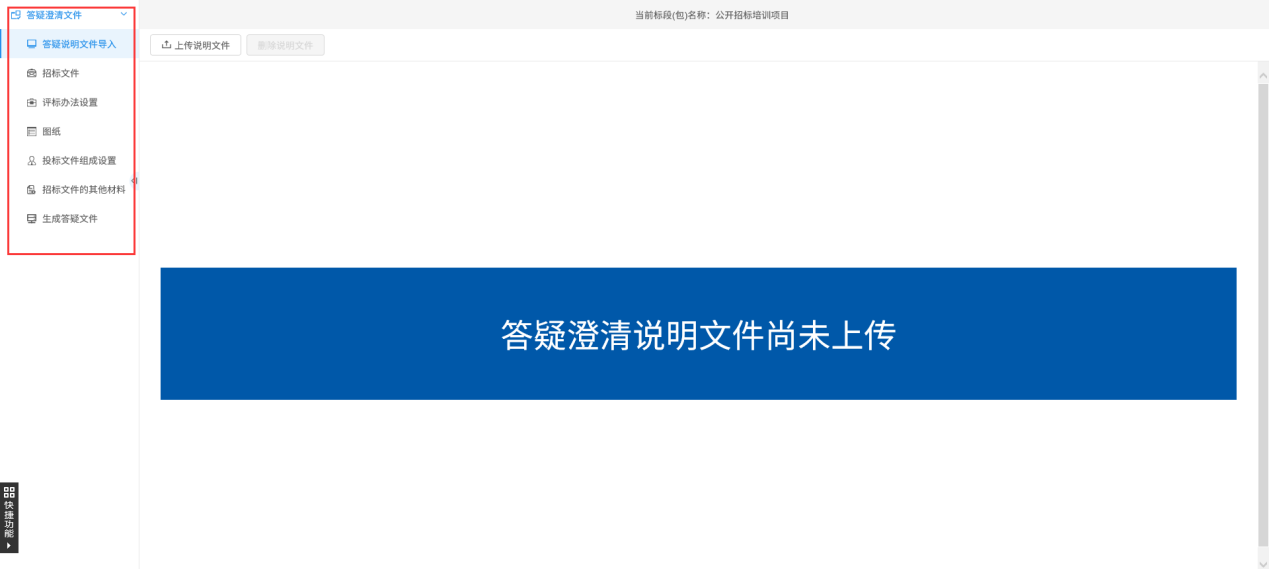 答疑澄清文件
当前标段(包)名称：公开招标培训项目
答疑说明文件导入
上传说明文件
删除说明文件
招标文件
评标办法设置
图纸
投标文件组成设置
招标文件的其他材料
生成答疑文件
答疑澄清说明文件尚未上传
快捷功能